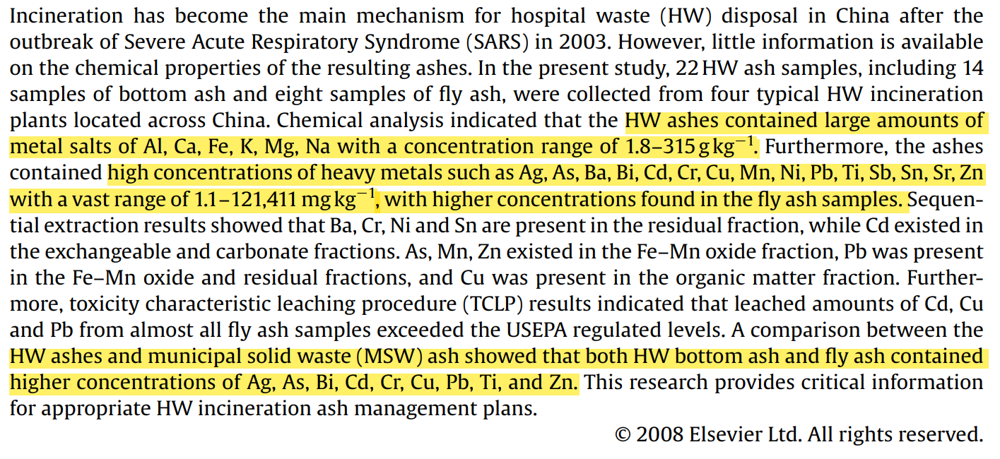 Incineration has become the main mechanism for hospital waste (HW) disposal in China after the
outbreak of Severe Acute Respiratory Syndrome (SARS) in 2003. However, little information is available
on the chemical properties of the resulting ashes. In the present study, 22 HW ash samples, including 14
samples of bottom ash and eight samples of fly ash, were collected from four typical HW incineration
plants located across China. Chemical analysis indicated that the HW ashes contained large amounts of
metal salts of Al, Ca, Fe, K, Mg, Na with a concentration range of 1.8–315 g kg⁻¹. Furthermore, the ashes
contained high concentrations of heavy metals such as Ag, As, Ba, Bi, Cd, Cr, Cu, Mn, Ni, Pb, Ti, Sb, Sn, Sr, Zn
with a vast range of 1.1–121,411 mg kg⁻¹, with higher concentrations found in the fly ash samples. Sequen-
tial extraction results showed that Ba, Cr, Ni and Sn are present in the residual fraction, while Cd existed in
the exchangeable and carbonate fractions. As, Mn, Zn existed in the Fe–Mn oxide fraction, Pb was present
in the Fe–Mn oxide and residual fractions, and Cu was present in the organic matter fraction. Further-
more, toxicity characteristic leaching procedure (TCLP) results indicated that leached amounts of Cd, Cu
and Pb from almost all fly ash samples exceeded the USEPA regulated levels. A comparison between the
HW ashes and municipal solid waste (MSW) ash showed that both HW bottom ash and fly ash contained
higher concentrations of Ag, As, Bi, Cd, Cr, Cu, Pb, Ti, and Zn. This research provides critical information
for appropriate HW incineration ash management plans.
© 2008 Elsevier Ltd. All rights reserved.